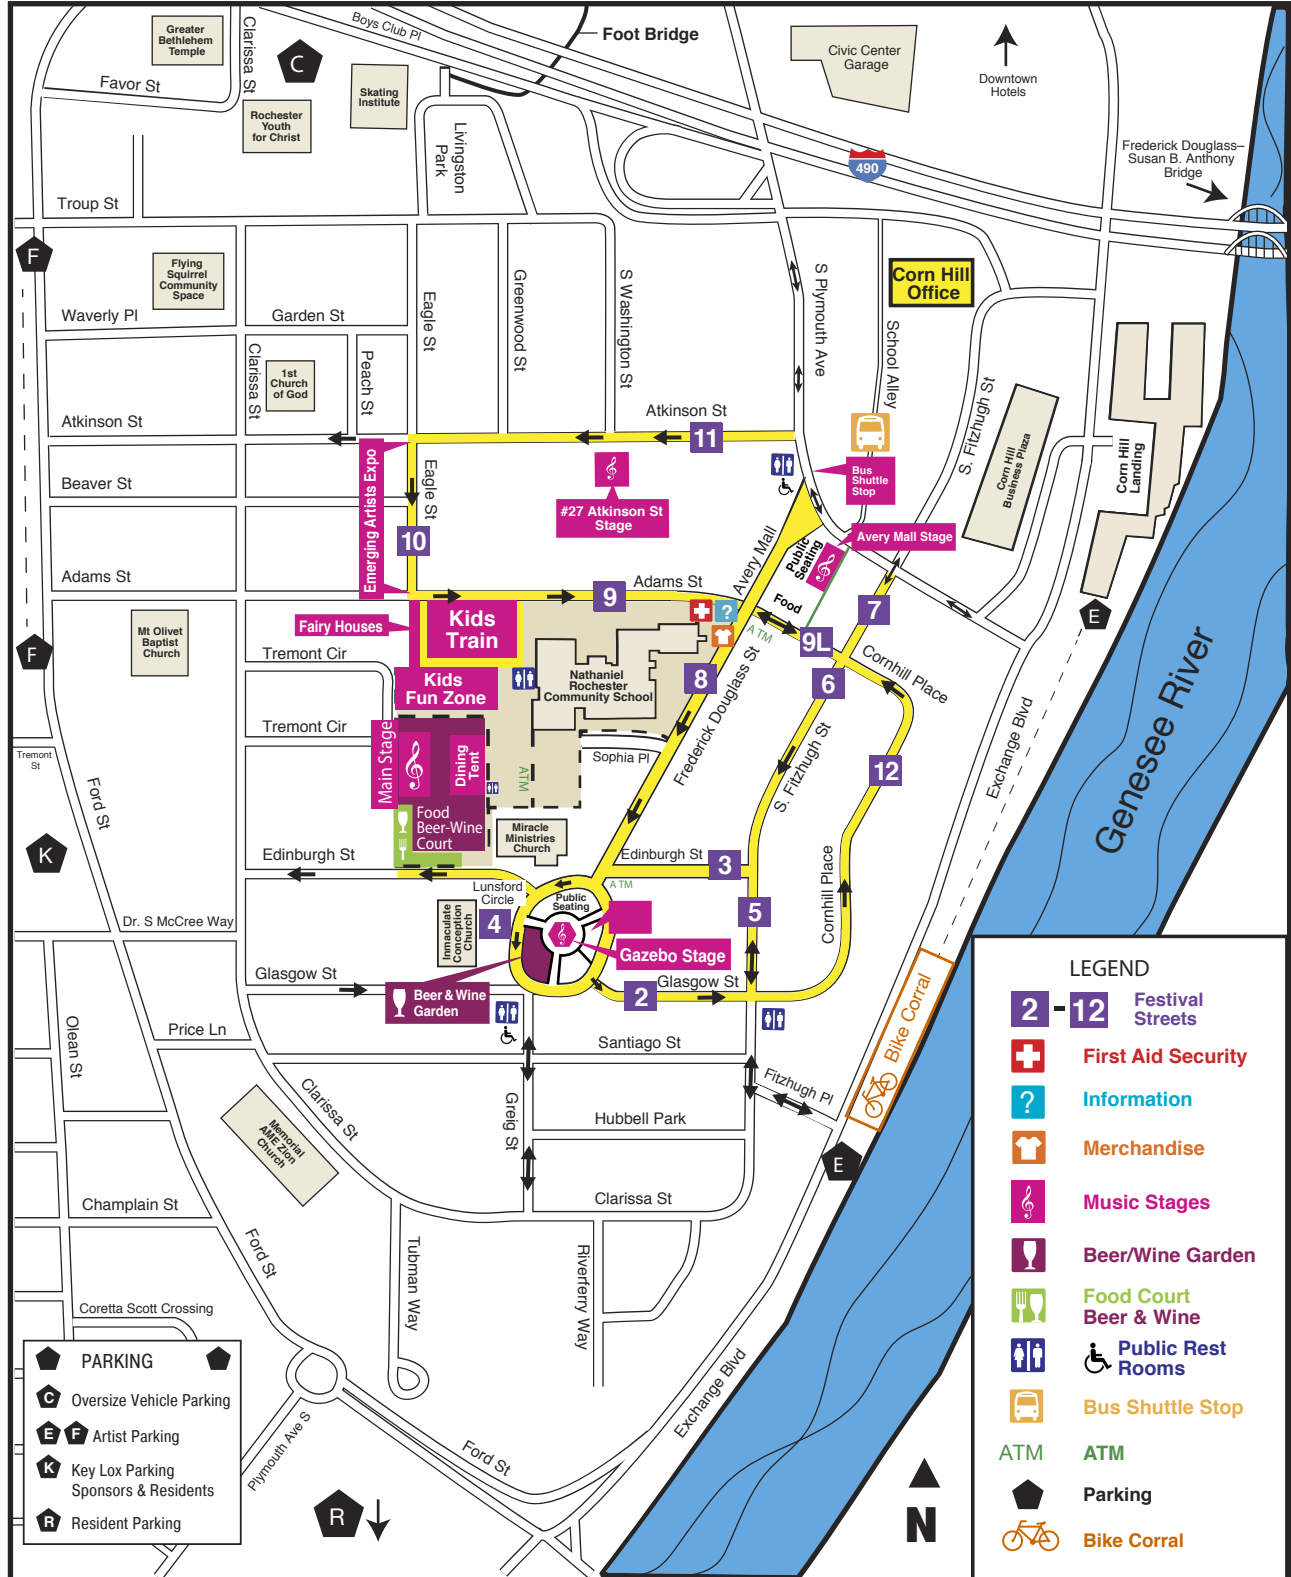 Greater
Bethlehem
Temple
Clarissa St
C
Boys Club Pl
Foot Bridge
Civic Center
Garage
Downtown
Hotels
Favor St
Skating
Institute
Rochester
Youth
for Christ
Livingston
Park
490
Frederick Douglass–
Susan B. Anthony
Bridge
Troup St
F
Flying
Squirrel
Community
Space
Corn Hill
Office
Waverly Pl
Garden St
Eagle St
Greenwood St
S Washington St
S Plymouth Ave
School Alley
S. Fitzhugh St
Clarissa St
Peach St
1st
Church
of God
Atkinson St
Atkinson St
11
Corn Hill
Business Plaza
Corn Hill
Landing
Emerging Artists Expo
Eagle St
Beaver St
#27 Atkinson St
Stage
Bus
Shuttle
Stop
10
Avery Mall
Public
Seating
Avery Mall Stage
Adams St
Adams St
9
?
Food
7
E
Fairy Houses
Kids
Train
ATM
9L
Mt Olivet
Baptist
Church
F
Tremont Cir
Kids
Fun Zone
Nathaniel
Rochester
Community School
8
6
Cornhill Place
Genesee River
Tremont Cir
Main Stage
Dining
Tent
ATM
Sophia Pl
Frederick Douglass St
S. Fitzhugh St
12
Exchange Blvd
Tremont
St
Ford St
Food
Beer-Wine
Court
Miracle
Ministries
Church
K
Edinburgh St
Edinburgh St
3
Lunsford
Circle
ATM
Public
Seating
Cornhill Place
Dr. S McCree Way
Immaculate
Conception
Church
4
5
Gazebo Stage
Glasgow St
Beer & Wine
Garden
2
Glasgow St
Bike Corral
Olean St
Price Ln
Santiago St
Clarissa St
Greig St
Fitzhugh Pl
Hubbell Park
Memorial
AME Zion
Church
E
Champlain St
Clarissa St
Ford St
Tubman Way
Riverferry Way
Coretta Scott Crossing
Exchange Blvd
Plymouth Ave S
Ford St
R
PARKING
C Oversize Vehicle Parking
E F Artist Parking
K Key Lox Parking
Sponsors & Residents
R Resident Parking
N
LEGEND
2 - 12 Festival
Streets
First Aid Security
? Information
Merchandise
Music Stages
Beer/Wine Garden
Food Court
Beer & Wine
Public Rest
Rooms
Bus Shuttle Stop
ATM ATM
Parking
Bike Corral